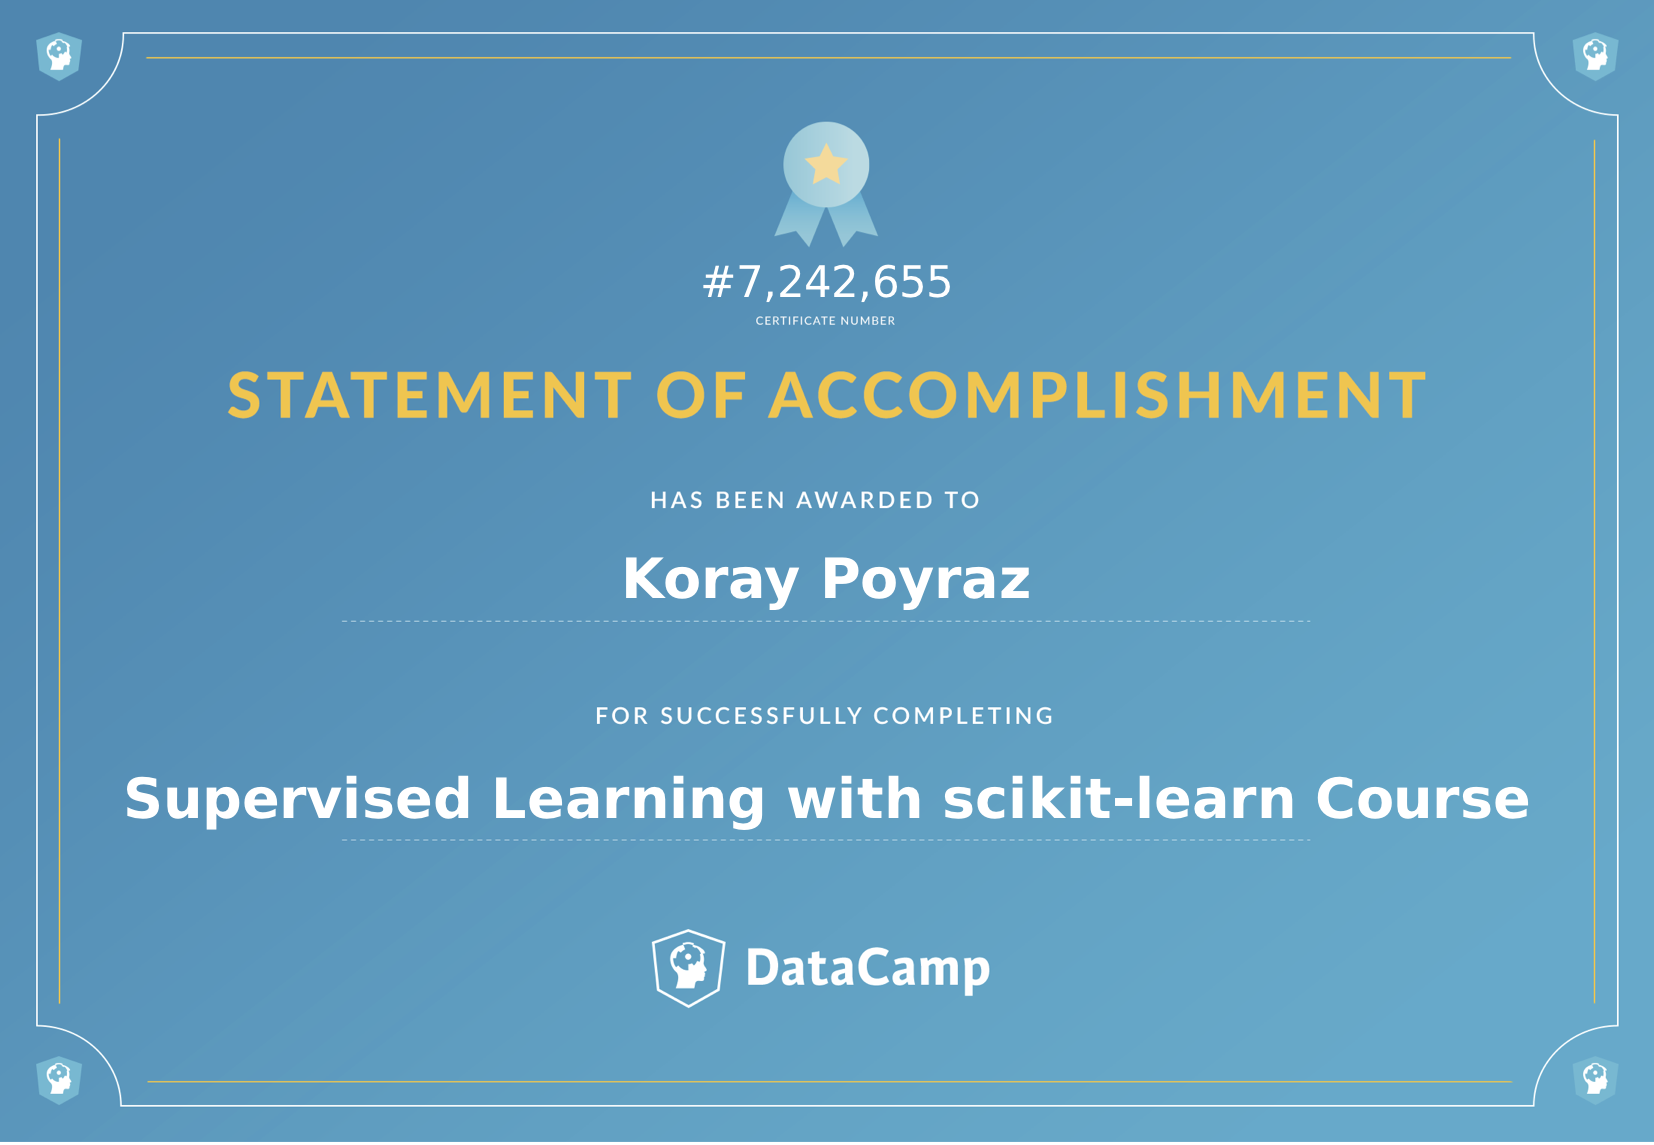 #7,242,655
CERTIFICATE NUMBER
STATEMENT OF ACCOMPLISHMENT
HAS BEEN AWARDED TO
Koray Poyraz
FOR SUCCESSFULLY COMPLETING
Supervised Learning with scikit-learn Course
DataCamp